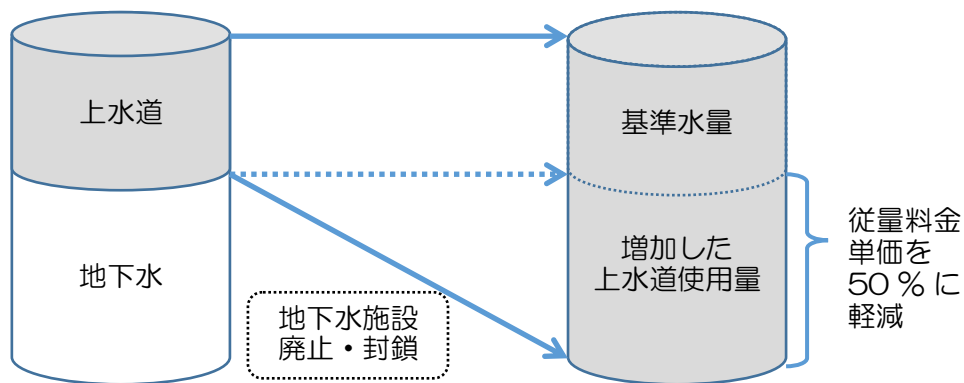 上水道
地下水
地下水施設
廃止・封鎖
基準水量
増加した
上水道使用量
従量料金
単価を
50 % に
軽減